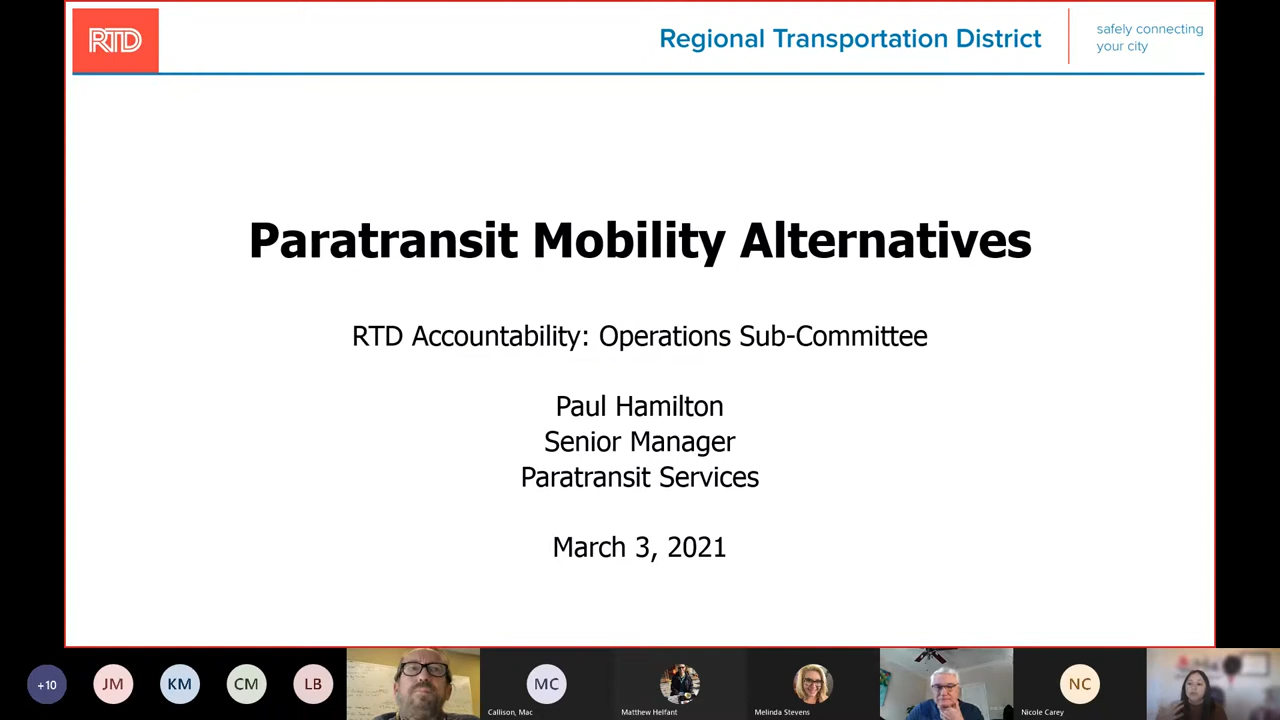 RTD
Regional Transportation District
safely connecting
your city
Paratransit Mobility Alternatives
RTD Accountability: Operations Sub-Committee
Paul Hamilton
Senior Manager
Paratransit Services
March 3, 2021
+10
JM
KM
CM
LB
MC
NC
Callison, Mac
Matthew Helfant
Melinda Stevens
Nicole Carey